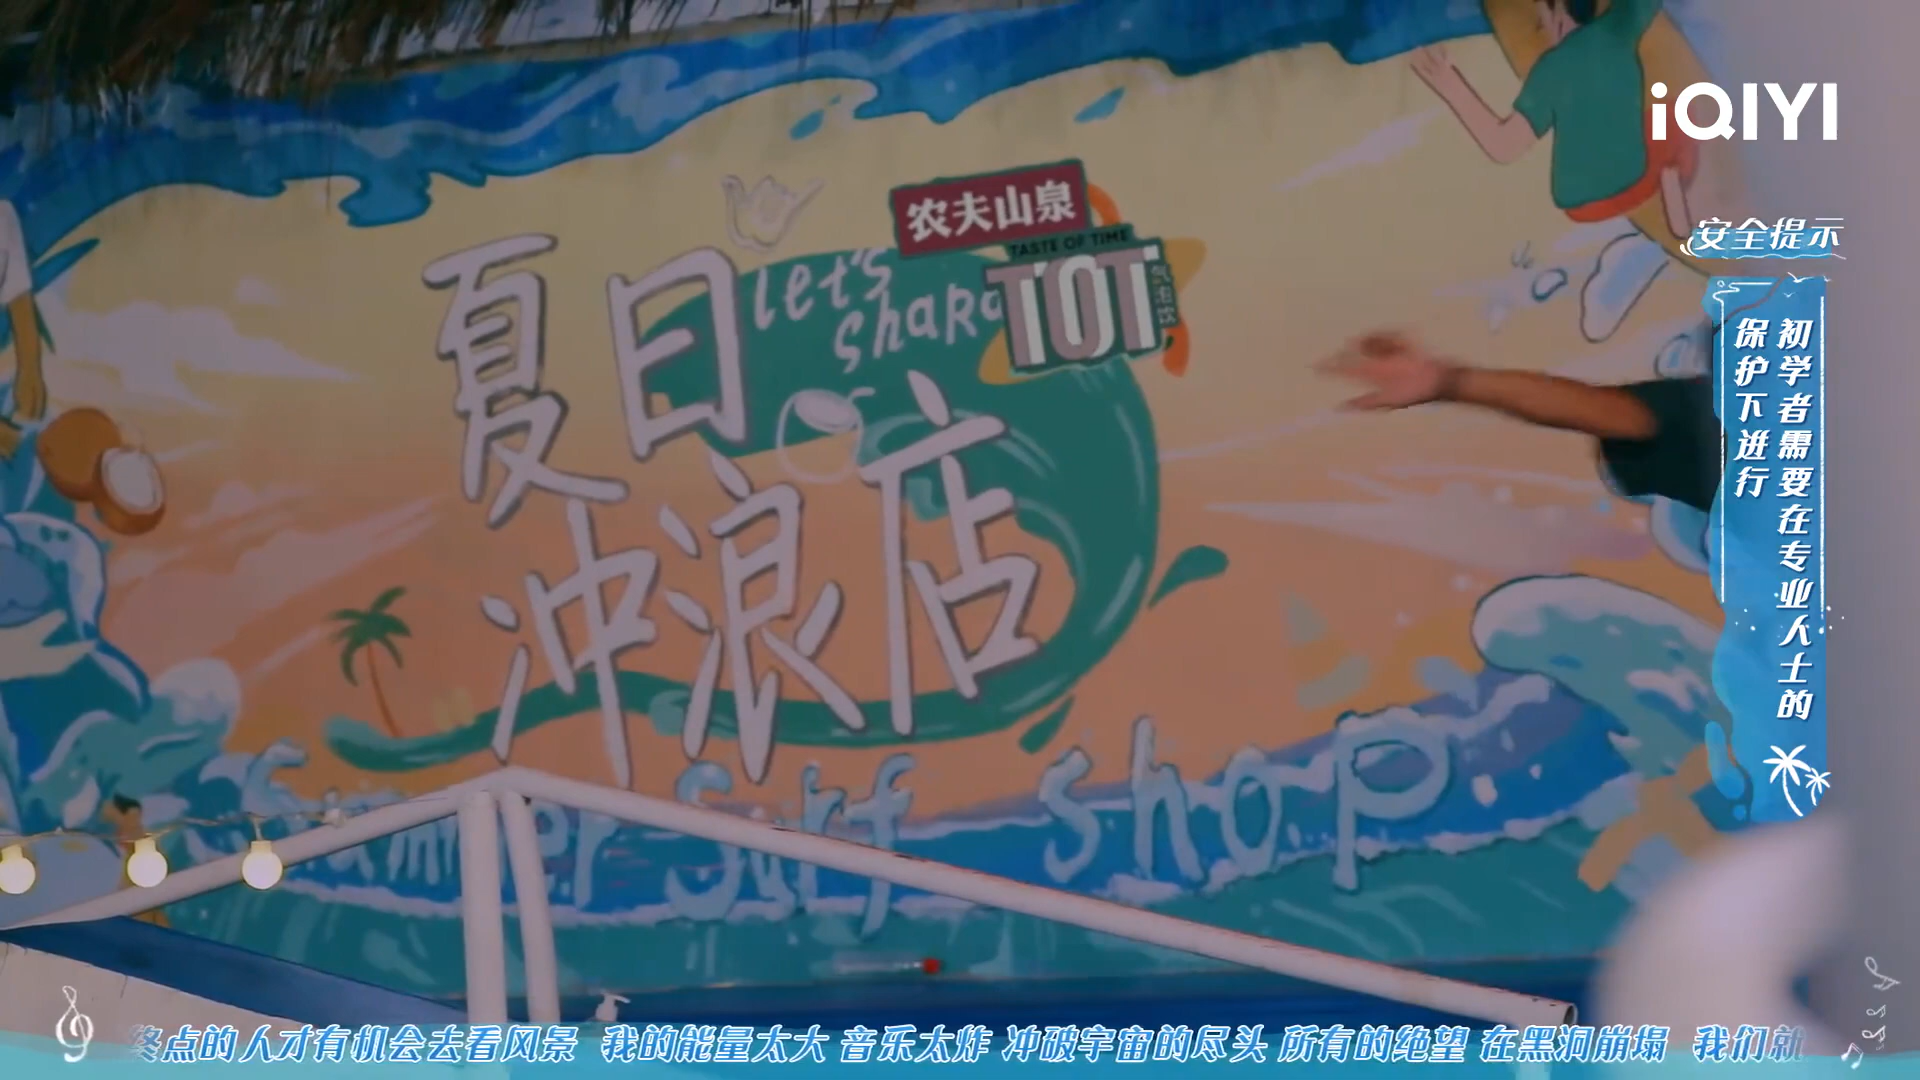 iQIYI
农夫山泉
TASTE OF TIME
TOT
气泡饮
let's
share
夏日
冲浪店
Summer Surf shop
安全提示
初学者需要在专业人士的
保护下进行
终点的人才有机会去看风景 我的能量太大 音乐太炸 冲破宇宙的尽头 所有的绝望 在黑洞崩塌 我们就